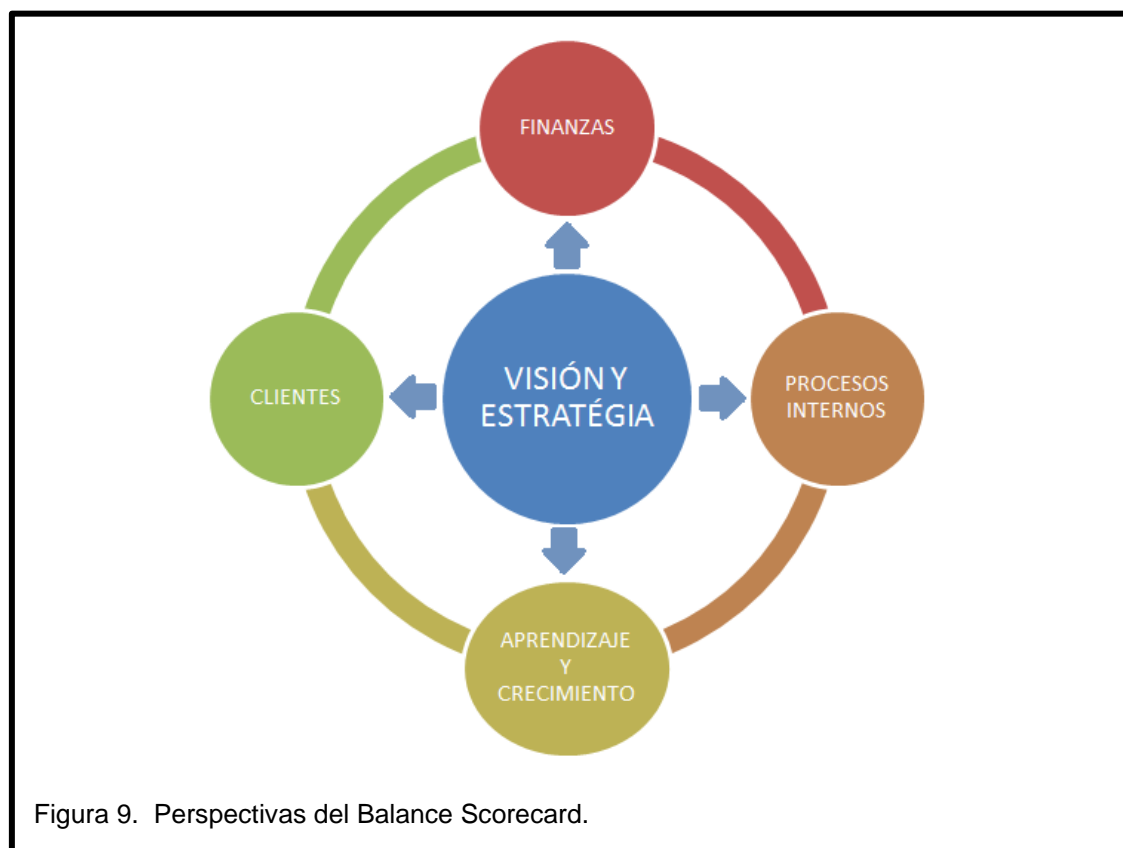 FINANZAS
CLIENTES
VISIÓN Y
ESTRATÉGIA
PROCESOS
INTERNOS
APRENDIZAJE
Y
CRECIMIENTO
Figura 9. Perspectivas del Balance Scorecard.